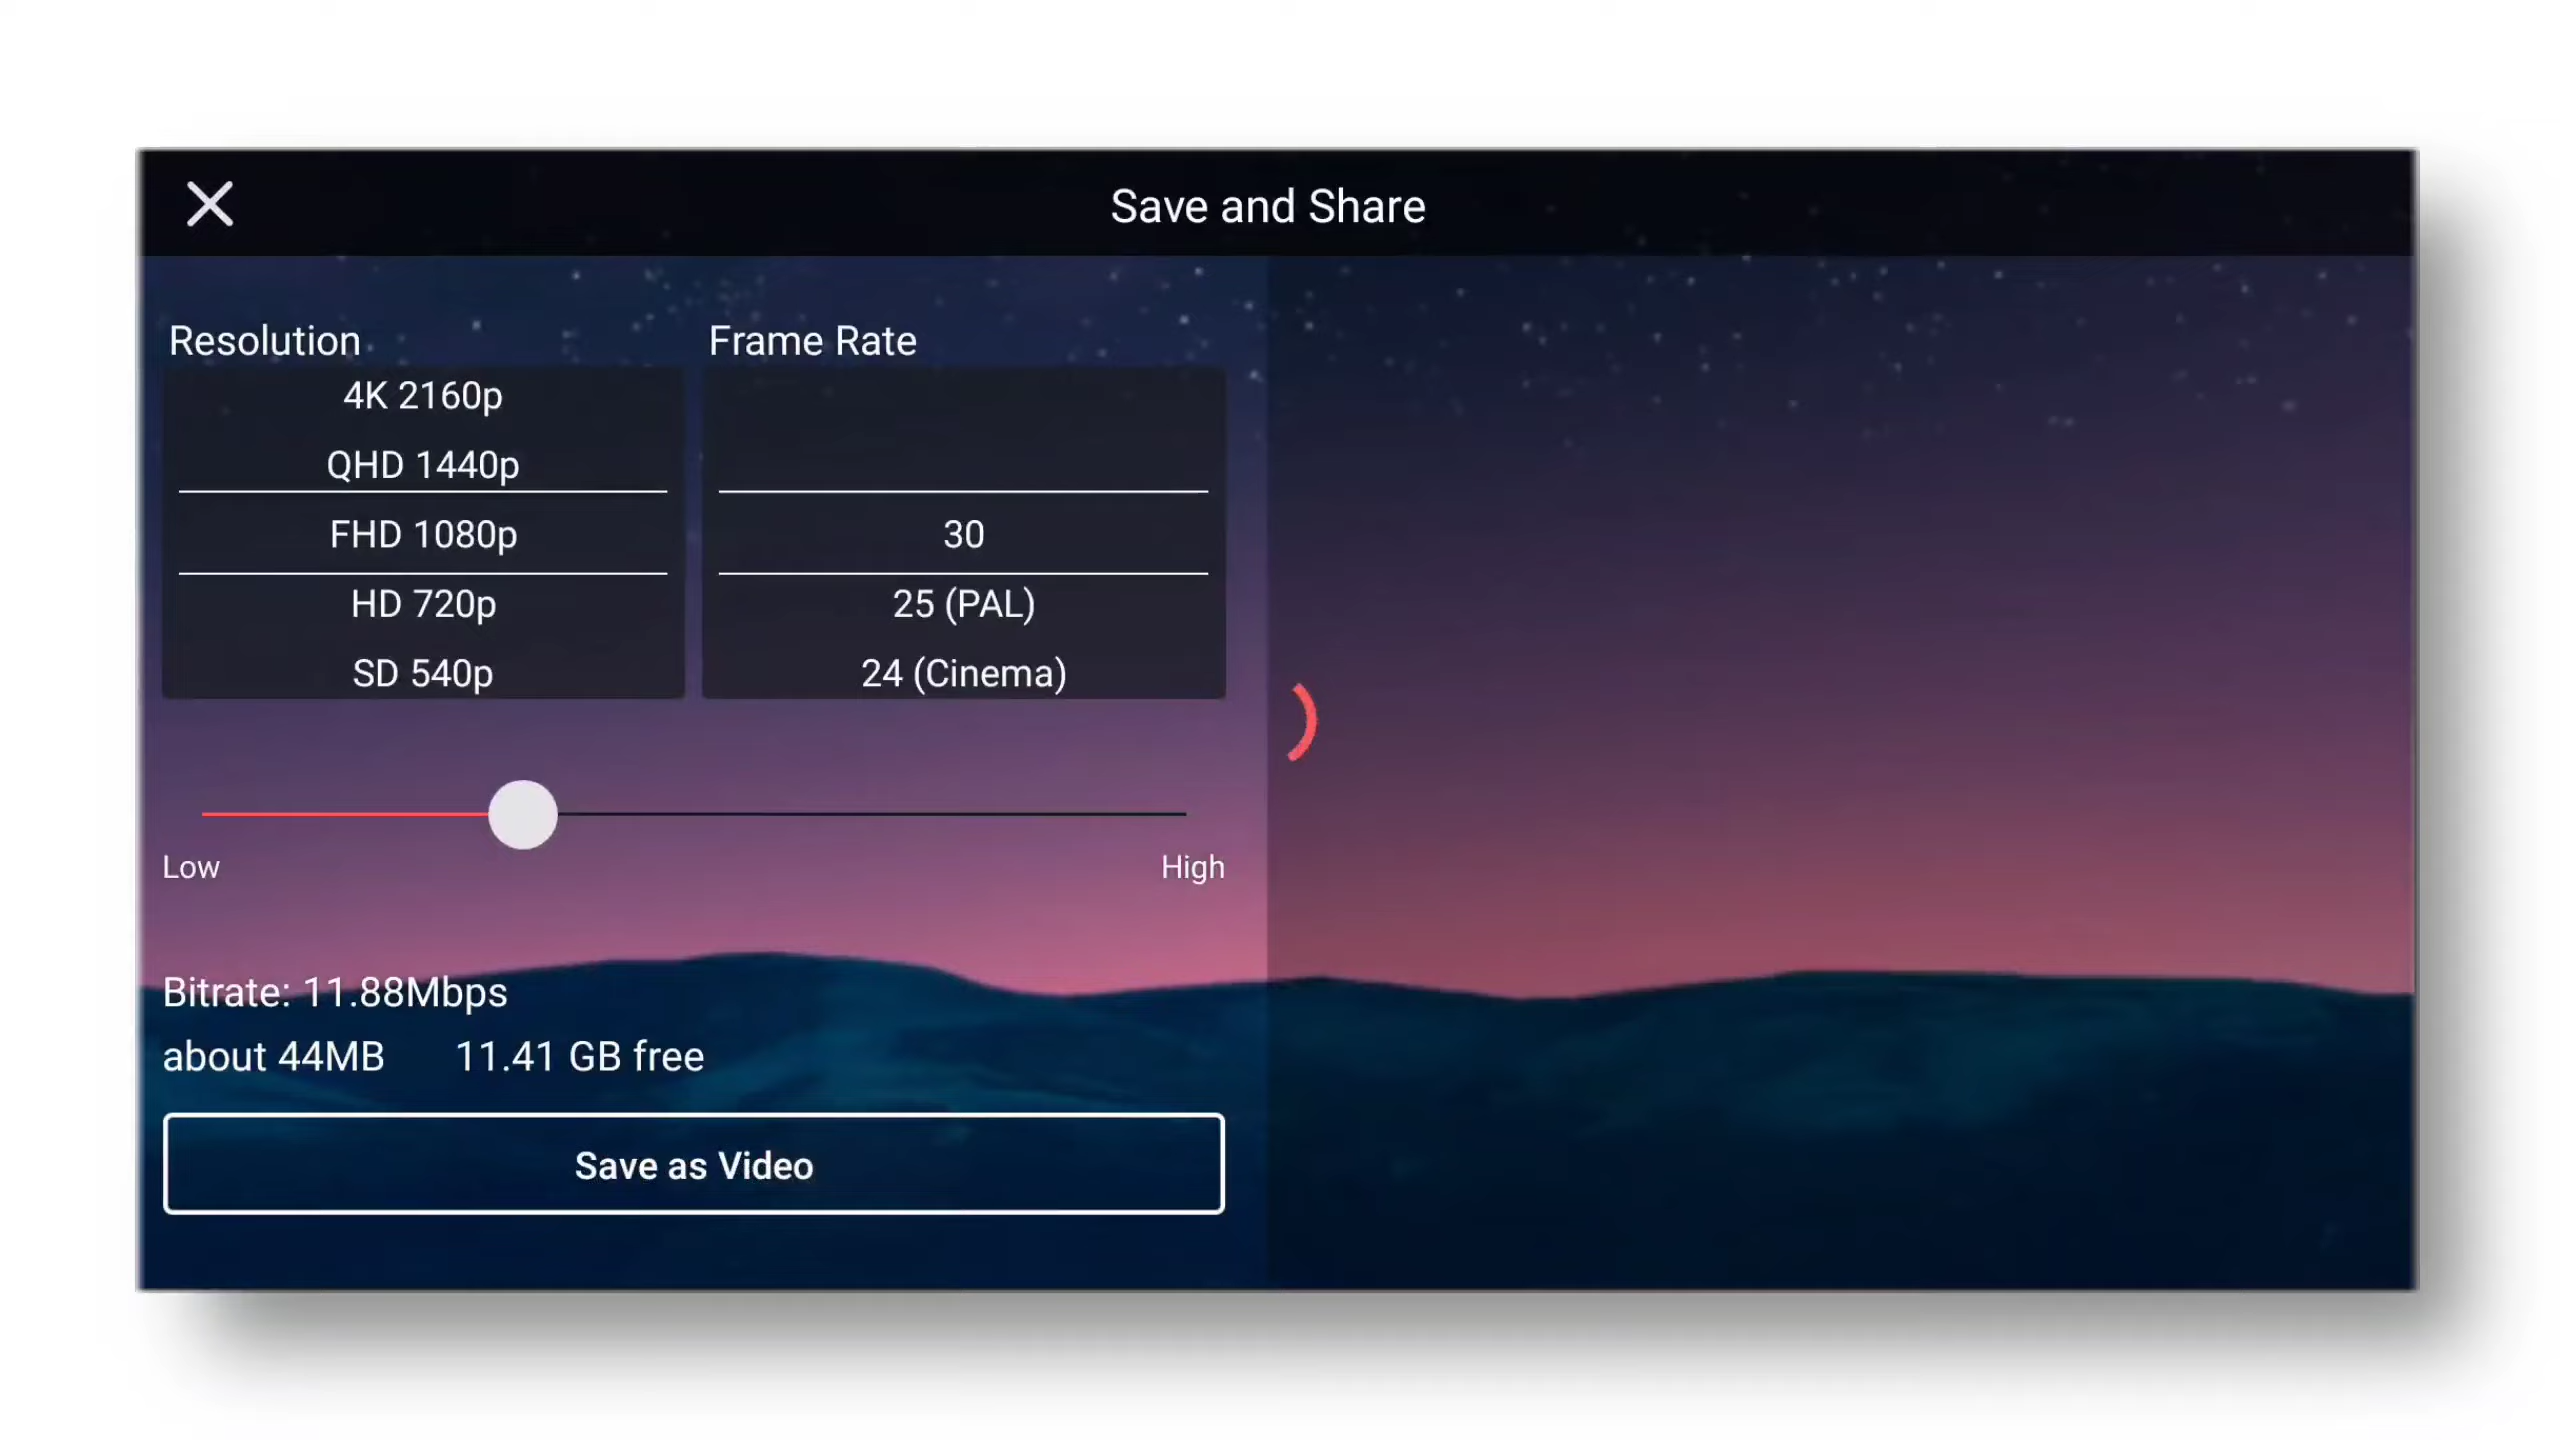 Save and Share
Resolution
Frame Rate
4K 2160p
QHD 1440p
FHD 1080p
HD 720p
SD 540p
30
25 (PAL)
24 (Cinema)
Low
High
Bitrate: 11.88Mbps
about 44MB 11.41 GB free
Save as Video